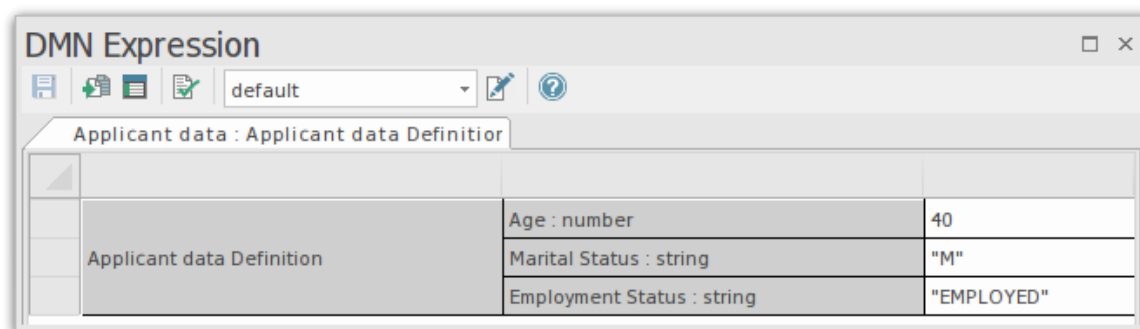 DMN Expression
default
Applicant data : Applicant data Definition
Age : number 40
Applicant data Definition Marital Status : string "M"
Employment Status : string "EMPLOYED"